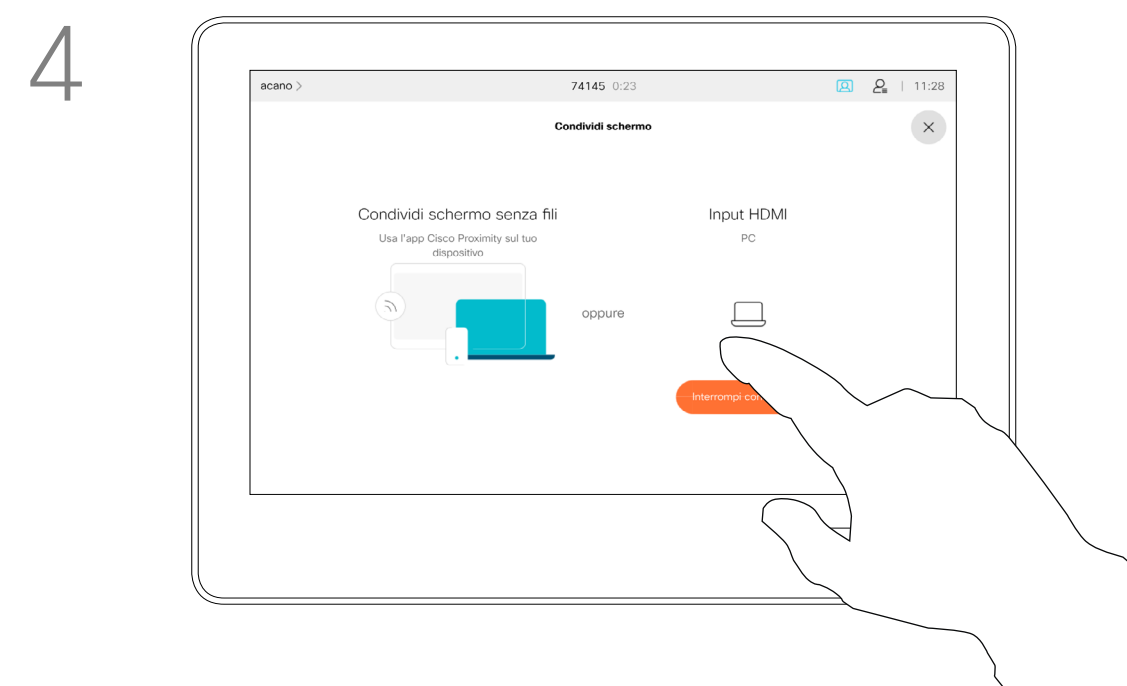 4
acano >
74145 0:23
| 11:28
Condividi schermo
Condividi schermo senza fili
Usa l'app Cisco Proximity sul tuo
dispositivo
oppure
Input HDMI
PC
Interrompi